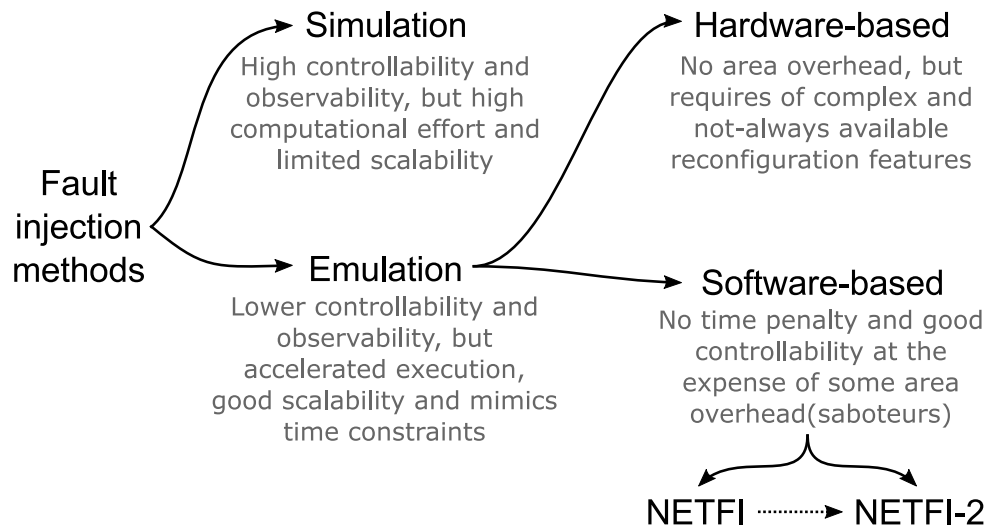 Fault
injection
methods
Simulation
High controllability and
observability, but high
computational effort and
limited scalability
Emulation
Lower controllability and
observability, but
accelerated execution,
good scalability and mimics
time constraints
Hardware-based
No area overhead, but
requires of complex and
not-always available
reconfiguration features
Software-based
No time penalty and good
controllability at the
expense of some area
overhead(saboteurs)
NETFI
NETFI-2